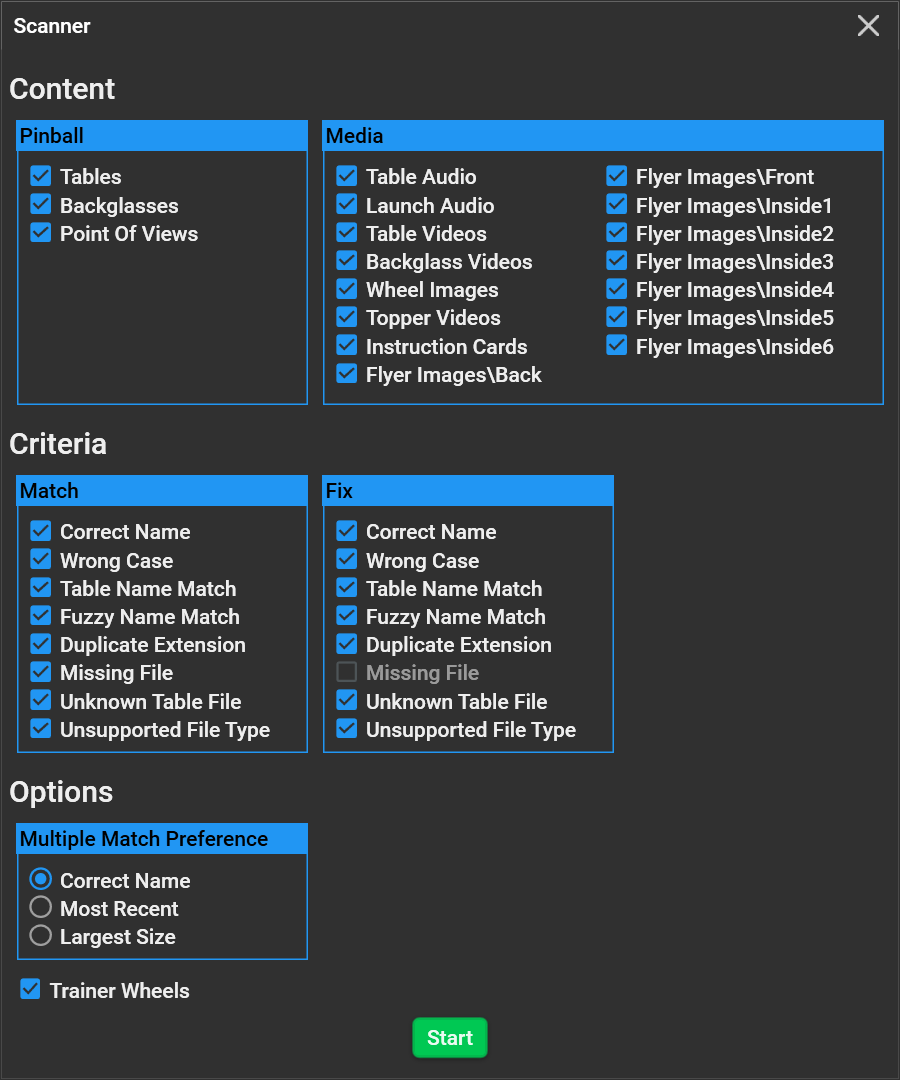 Scanner
Content
Pinball
Tables
Backglasses
Point Of Views
Media
Table Audio
Launch Audio
Table Videos
Backglass Videos
Wheel Images
Topper Videos
Instruction Cards
Flyer Images\Back
Flyer Images\Front
Flyer Images\Inside1
Flyer Images\Inside2
Flyer Images\Inside3
Flyer Images\Inside4
Flyer Images\Inside5
Flyer Images\Inside6
Criteria
Match
Correct Name
Wrong Case
Table Name Match
Fuzzy Name Match
Duplicate Extension
Missing File
Unknown Table File
Unsupported File Type
Fix
Correct Name
Wrong Case
Table Name Match
Fuzzy Name Match
Duplicate Extension
Missing File
Unknown Table File
Unsupported File Type
Options
Multiple Match Preference
Correct Name
Most Recent
Largest Size
Trainer Wheels
Start